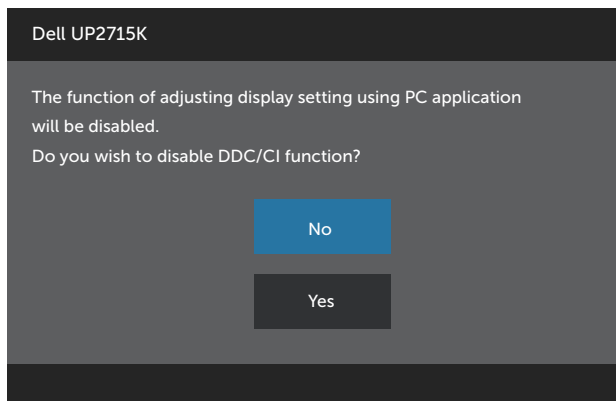 Dell UP2715K
The function of adjusting display setting using PC application
will be disabled.
Do you wish to disable DDC/CI function?
No
Yes